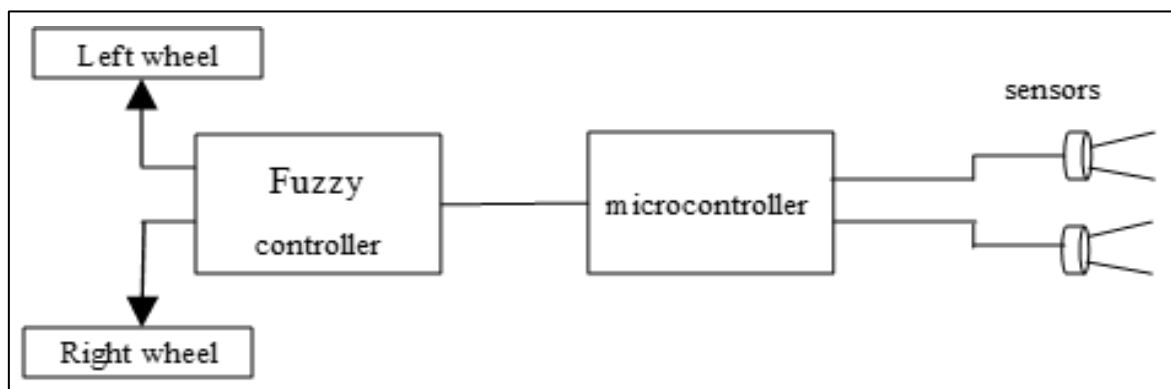 Left wheel
sensors
Fuzzy
controller
microcontroller
Right wheel